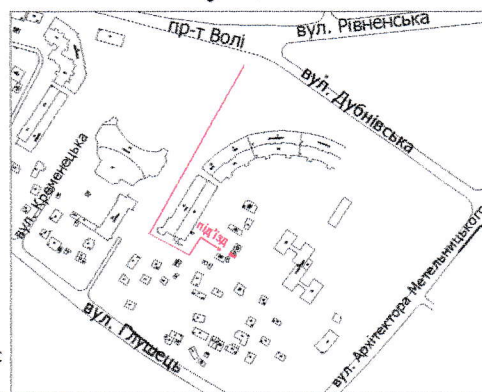 пр-т Волі
вул. Рівненська
вул. Дубнівська
вул. Кременецька
під'їзд
вул. Архітектора Метельницького
вул. Глушець